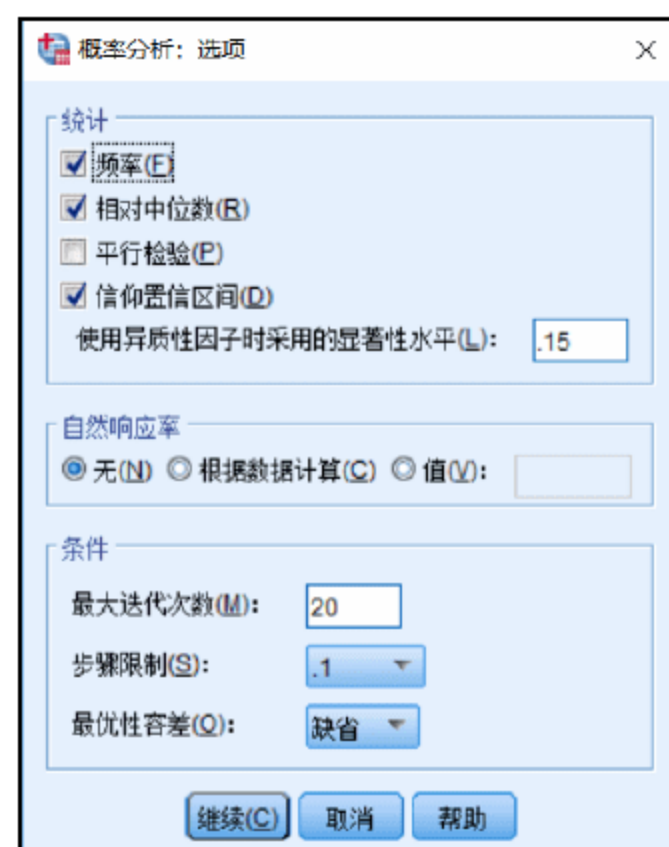 概率分析：选项
统计
频率(F)
相对中位数(R)
平行检验(P)
信仰置信区间(D)
使用异质性因子时采用的显著性水平(L)： .15
自然响应率
无(N) 根据数据计算(C) 值(V)：
条件
最大迭代次数(M)： 20
步骤限制(S)： .1
最优性容差(O)： 缺省
继续(C) 取消 帮助